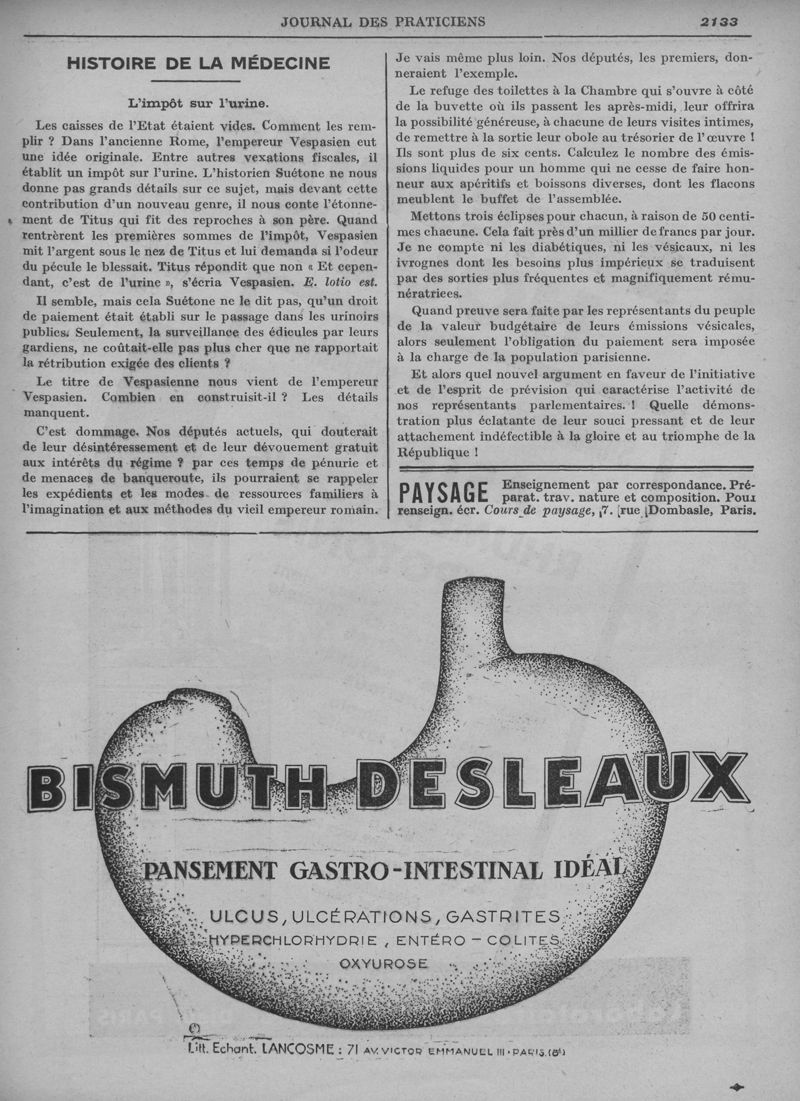 JOURNAL DES PRATICIENS
2133
HISTOIRE DE LA MÉDECINE
L'impôt sur l'urine.
Les caisses de l'Etat étaient vides. Comment les rem-
plir ? Dans l'ancienne Rome, l'empereur Vespasien eut
une idée originale. Entre autres vexations fiscales, il
établit un impôt sur l'urine. L'historien Suétone ne nous
donne pas grands détails sur ce sujet, mais devant cette
contribution d'un nouveau genre, il nous conte l'étonne-
ment de Titus qui fit des reproches à son père. Quand
rentrèrent les premières sommes de l'impôt, Vespasien
mit l'argent sous le nez de Titus et lui demanda si l'odeur
du pécule le blessait. Titus répondit que non « Et cepen-
dant, c'est de l'urine », s'écria Vespasien. E. lotio est.
Il semble, mais cela Suétone ne le dit pas, qu'un droit
de paiement était établi sur le passage dans les urinoirs
publics. Seulement, la surveillance des édicules par leurs
gardiens, ne coûtait-elle pas plus cher que ne rapportait
la rétribution exigée des clients ?
Le titre de Vespasienne nous vient de l'empereur
Vespasien. Combien en construisit-il ? Les détails
manquent.
C'est dommage. Nos députés actuels, qui douterait
de leur désintéressement et de leur dévouement gratuit
aux intérêts du régime ? par ces temps de pénurie et
de menaces de banqueroute, ils pourraient se rappeler
les expédients et les modes de ressources familiers à
l'imagination et aux méthodes du vieil empereur romain.
Je vais même plus loin. Nos députés, les premiers, don-
neraient l'exemple.
Le refuge des toilettes à la Chambre qui s'ouvre à côté
de la buvette où ils passent les après-midi, leur offrira
la possibilité généreuse, à chacune de leurs visites intimes,
de remettre à la sortie leur obole au trésorier de l'œuvre !
Ils sont plus de six cents. Calculez le nombre des émis-
sions liquides pour un homme qui ne cesse de faire hon-
neur aux apéritifs et boissons diverses, dont les flacons
meublent le buffet de l'assemblée.
Mettons trois éclipses pour chacun, à raison de 50 centi-
mes chacune. Cela fait près d'un millier de francs par jour.
Je ne compte ni les diabétiques, ni les vésicaux, ni les
ivrognes dont les besoins plus impérieux se traduisent
par des sorties plus fréquentes et magnifiquement rému-
nératrices.
Quand preuve sera faite par les représentants du peuple
de la valeur budgétaire de leurs émissions vésicales,
alors seulement l'obligation du paiement sera imposée
à la charge de la population parisienne.
Et alors quel nouvel argument en faveur de l'initiative
et de l'esprit de prévision qui caractérise l'activité de
nos représentants parlementaires. ! Quelle démons-
tration plus éclatante de leur souci pressant et de leur
attachement indéfectible à la gloire et au triomphe de la
République !
PAYSAGE Enseignement par correspondance. Pré-
parat. trav. nature et composition. Pour
renseign. écr. Cours de paysage, 17. rue Dombasle, Paris.
BISMUTH DESLEAUX
PANSEMENT GASTRO-INTESTINAL IDÉAL
ULCUS, ULCÉRATIONS, GASTRITES
HYPERCHLORHYDRIE, ENTÉRO - COLITES
OXYUROSE
Litt. Echant. LANCOSME : 71 AV. VICTOR EMMANUEL III - PARIS. (8e)